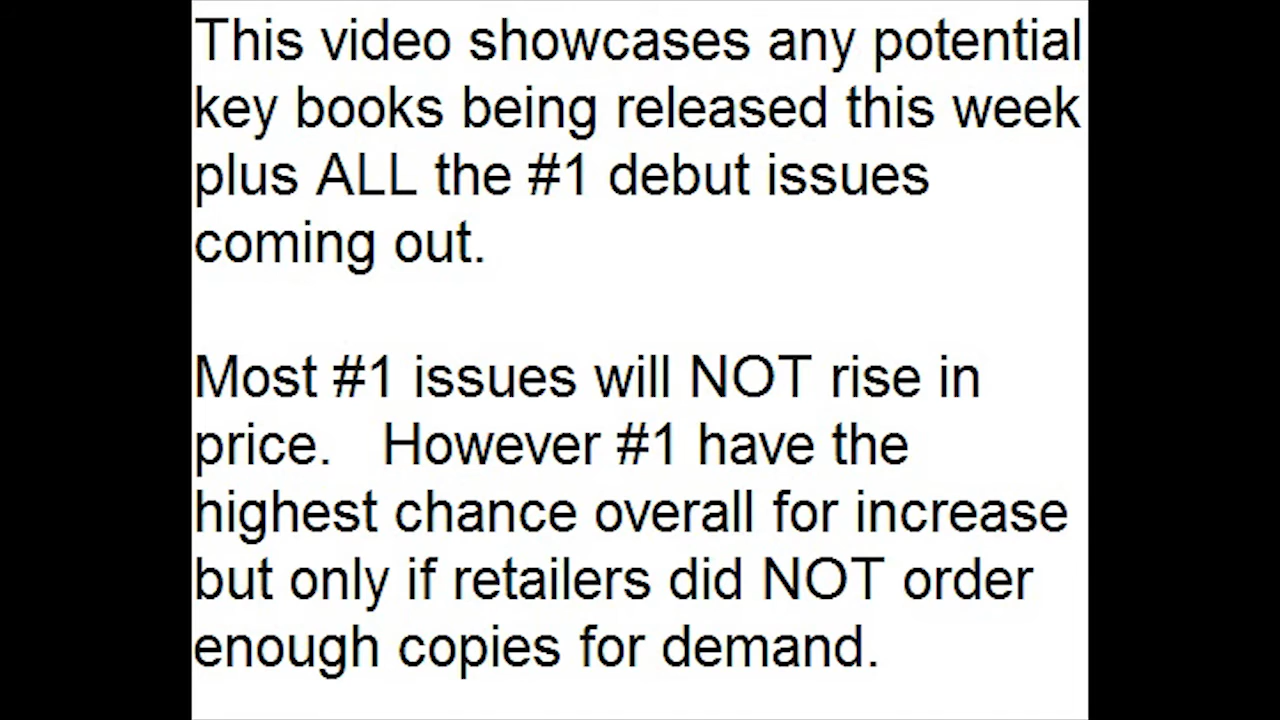 This video showcases any potential
key books being released this week
plus ALL the #1 debut issues
coming out.
Most #1 issues will NOT rise in
price.   However #1 have the
highest chance overall for increase
but only if retailers did NOT order
enough copies for demand.